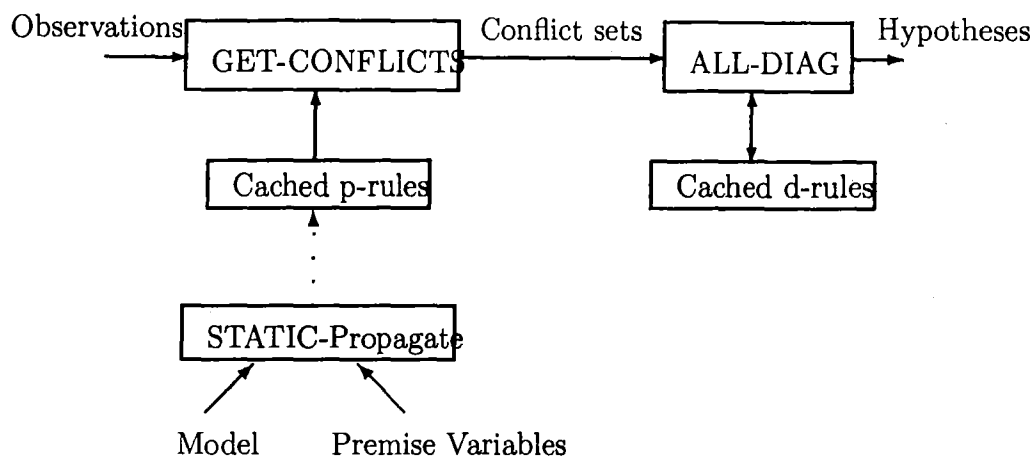 Observations
Conflict sets
Hypotheses
GET-CONFLICTS
ALL-DIAG
Cached p-rules
Cached d-rules
STATIC-Propagate
Model
Premise Variables